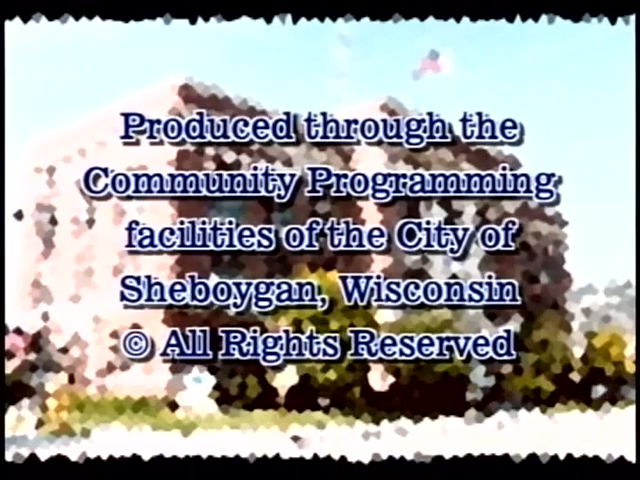 Produced through the
Community Programming
facilities of the City of
Sheboygan, Wisconsin
© All Rights Reserved